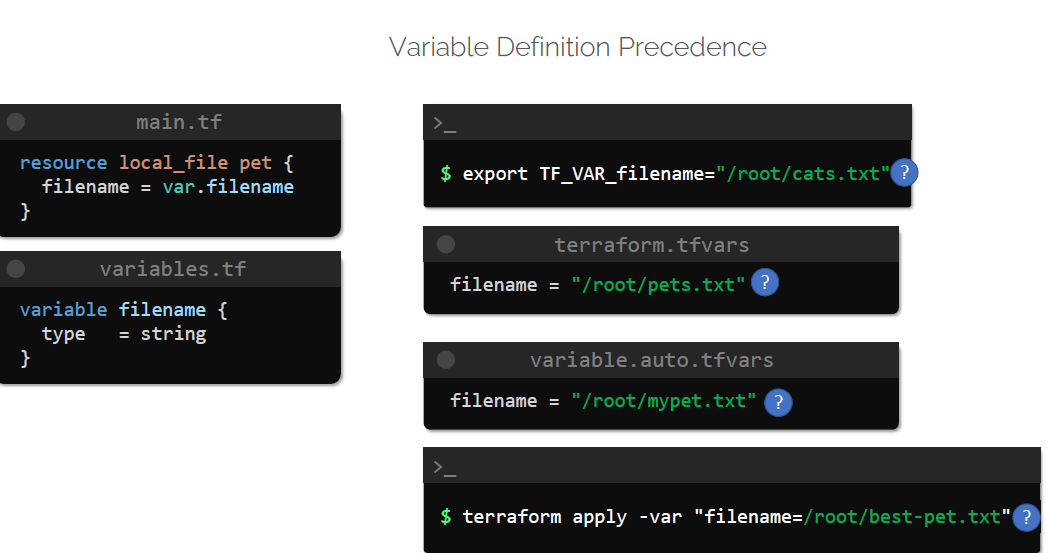 Variable Definition Precedence
main.tf
resource local_file pet {
  filename = var.filename
}
variables.tf
variable filename {
  type   = string
}
>_
$ export TF_VAR_filename="/root/cats.txt" ?
terraform.tfvars
filename = "/root/pets.txt" ?
variable.auto.tfvars
filename = "/root/mypet.txt" ?
>_
$ terraform apply -var "filename=/root/best-pet.txt" ?